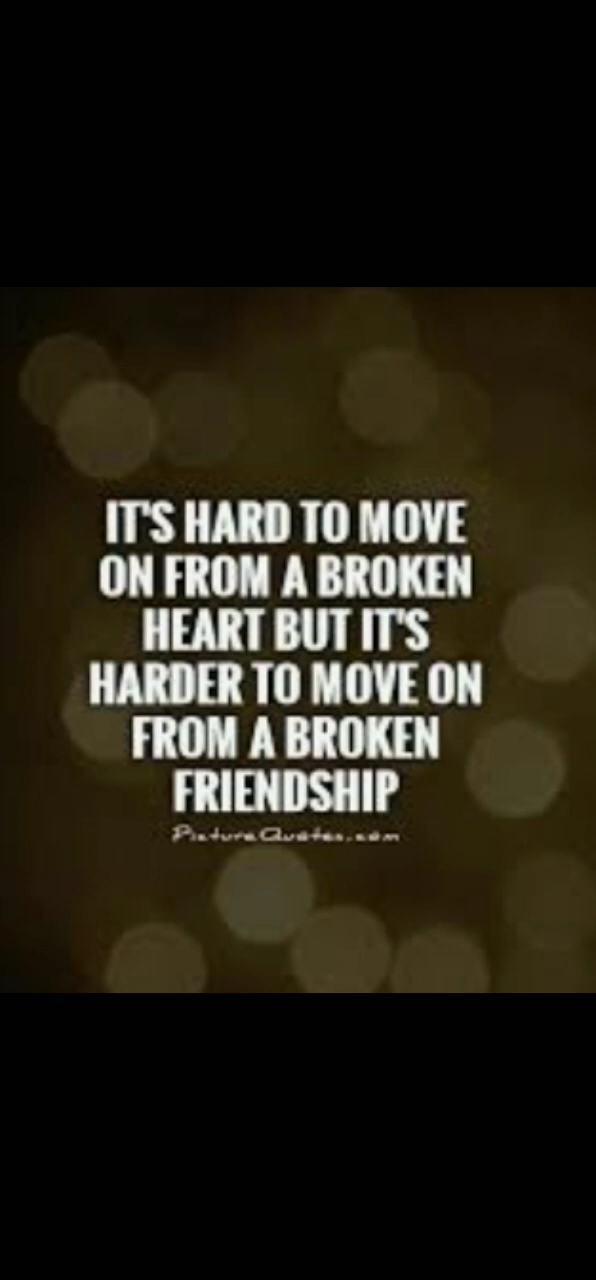 IT'S HARD TO MOVE
ON FROM A BROKEN
HEART BUT IT'S
HARDER TO MOVE ON
FROM A BROKEN
FRIENDSHIP
PictureQuotes.com